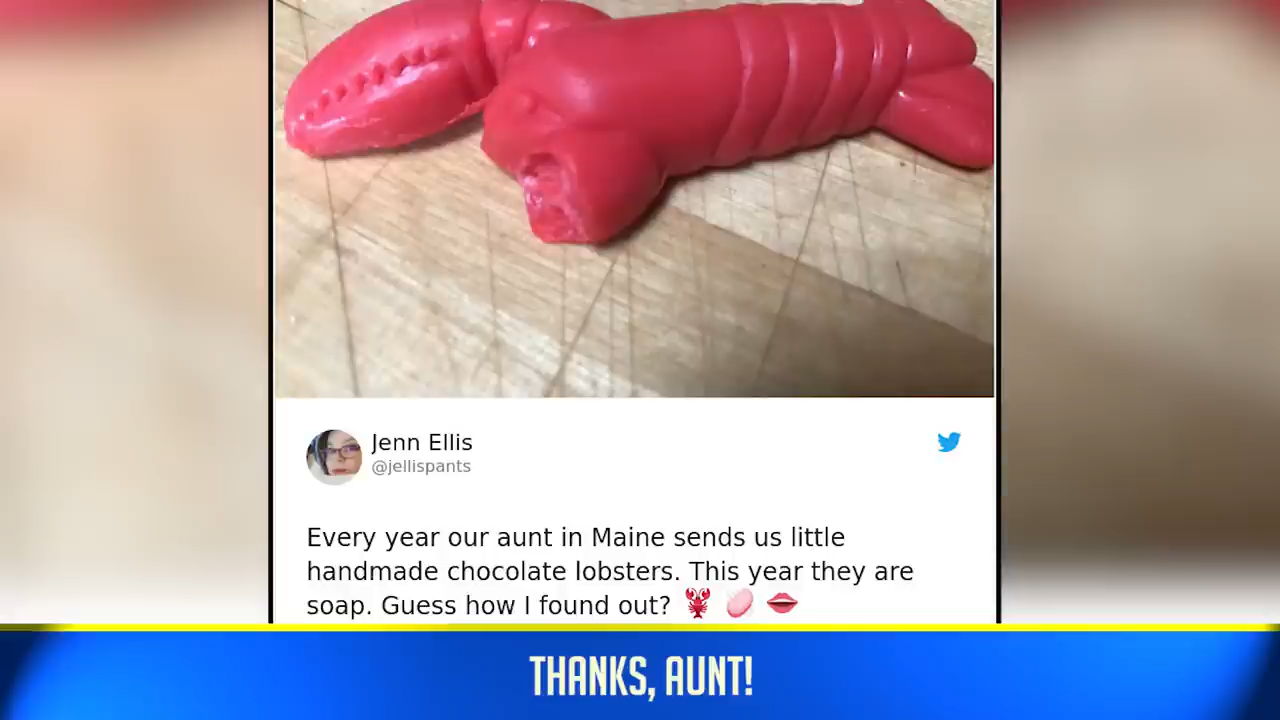 Jenn Ellis
@jellispants
Every year our aunt in Maine sends us little
handmade chocolate lobsters. This year they are
soap. Guess how I found out? 🦞 🧼 👄
THANKS, AUNT!